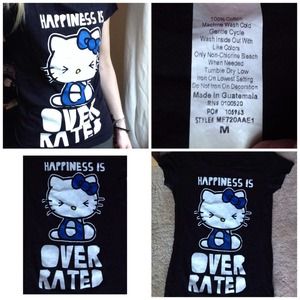 HAPPINESS IS
OVER
RATED
100% Cotton
Machine Wash Cold
Gentle Cycle
Wash Inside Out With
Like Colors
Only Non-Chlorine Bleach
When Needed
Tumble Dry Low
Iron On Lowest Setting
Do Not Iron On Decoration
Made In Guatemala
RN# 0100520
PO# 105963
STYLE# MF720AAE1
M
HAPPINESS IS
OVER
RATED
HAPPINESS IS
OVER
RATED